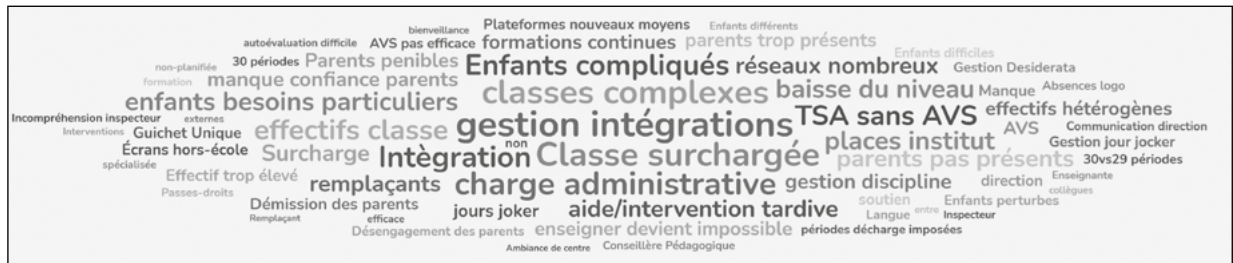 bienveillance Plateformes nouveaux moyens Enfants différents
autoévaluation difficile AVS pas efficace formations continues parents trop présents
Enfants difficiles
non-planifiée 30 périodes Parents penibles Enfants compliqués réseaux nombreux Gestion Desiderata
formation manque confiance parents classes complexes baisse du niveau Manque Absences logo
enfants besoins particuliers TSA sans AVS effectifs hétérogènes
Incompréhension inspecteur externes
Interventions Guichet Unique effectifs classe gestion intégrations AVS Communication direction
Écrans hors-école Surcharge Intègration non Classe surchargée places institut Gestion jour jocker
spécialisée parents pas présents 30vs29 périodes
Effectif trop élevé remplaçants charge administrative gestion discipline direction Enseignante
Passes-droits collègues
Démission des parents jours joker aide/intervention tardive soutien Enfants perturbes
Remplaçant efficace Langue entre Inspecteur
Désengagement des parents enseigner devient impossible périodes décharge imposées
Ambiance de centre Conseillère Pédagogique